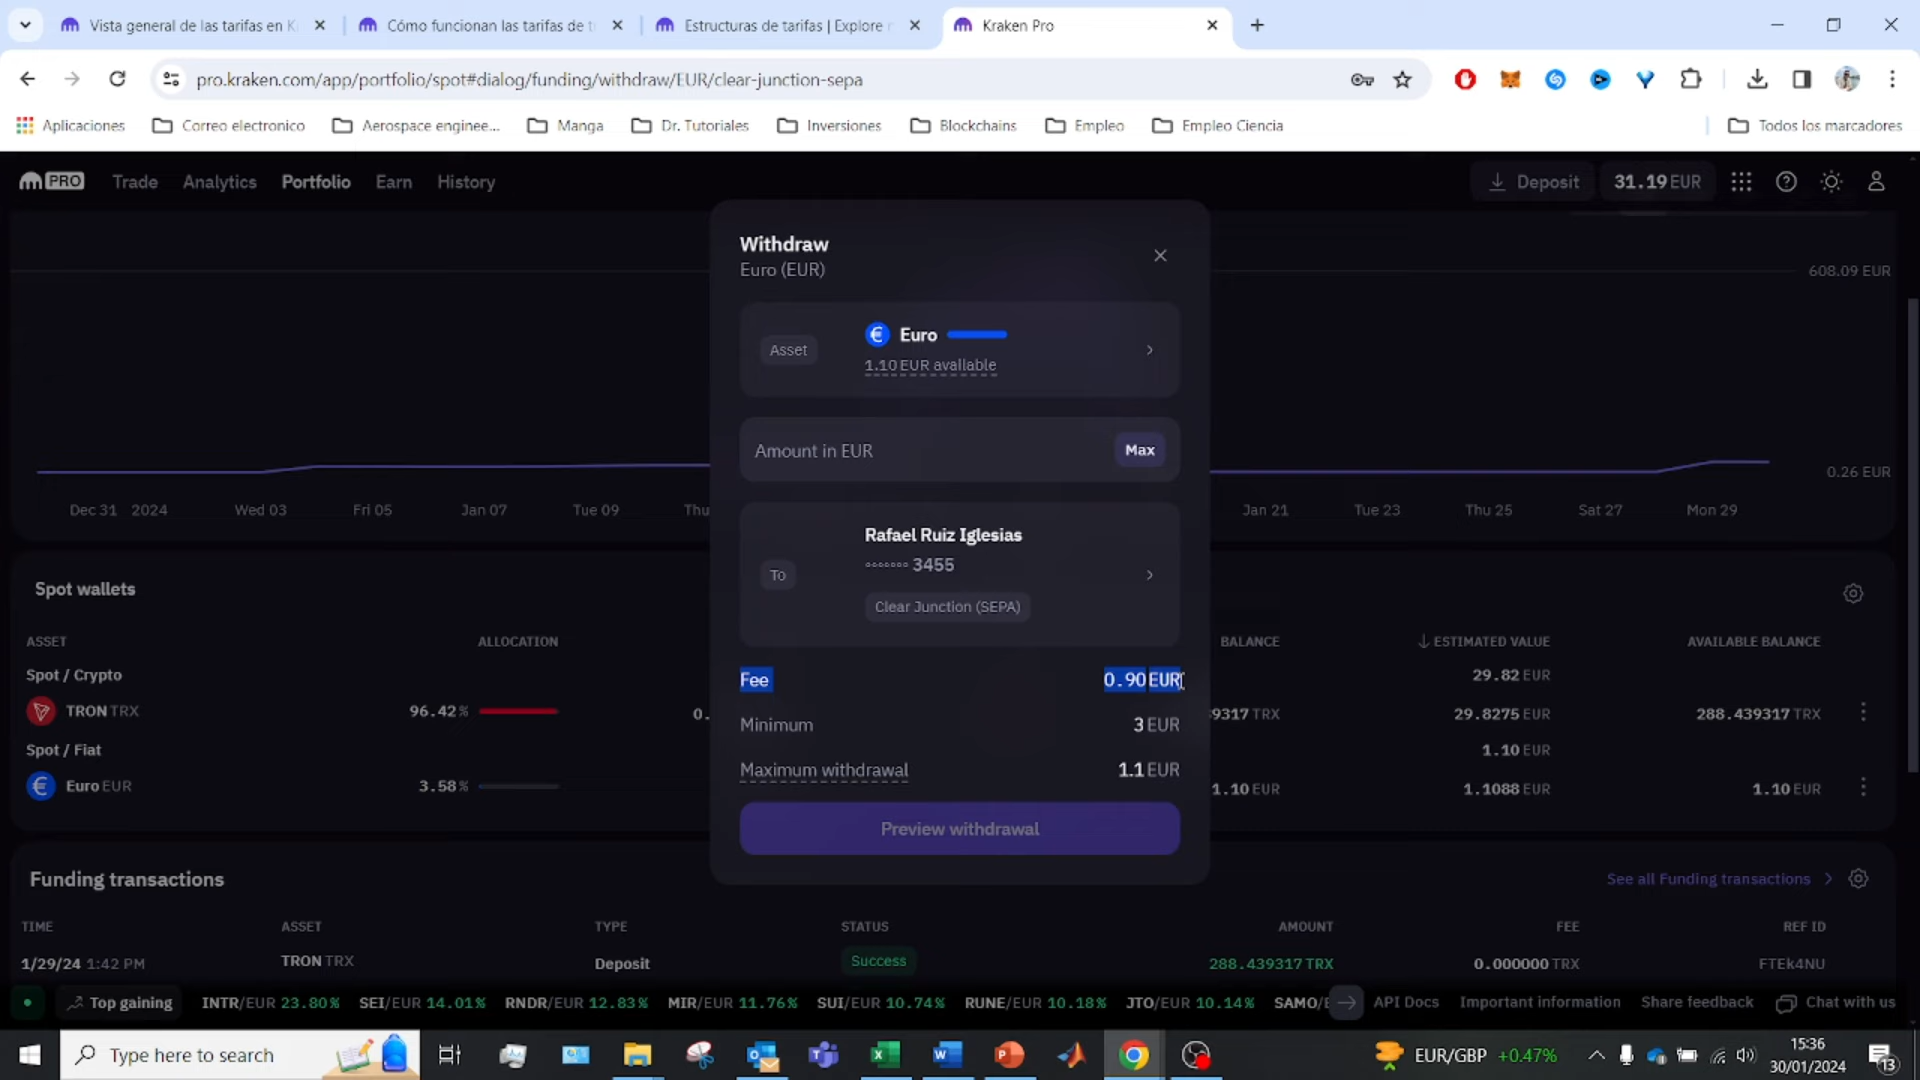 Vista general de las tarifas en K
Cómo funcionan las tarifas de t
Estructuras de tarifas | Explore
Kraken Pro
pro.kraken.com/app/portfolio/spot#dialog/funding/withdraw/EUR/clear-junction-sepa
Aplicaciones
Correo electronico
Aerospace enginee...
Manga
Dr. Tutoriales
Inversiones
Blockchains
Empleo
Empleo Ciencia
Todos los marcadores
PRO
Trade
Analytics
Portfolio
Earn
History
Deposit
31.19 EUR
Withdraw
Euro (EUR)
Asset
Euro
1.10 EUR available
Amount in EUR
Max
To
Rafael Ruiz Iglesias
◦◦◦◦◦◦◦ 3455
Clear Junction (SEPA)
Fee
0.90 EUR
Minimum
3 EUR
Maximum withdrawal
1.1 EUR
Preview withdrawal
608.09 EUR
0.26 EUR
Dec 31 2024 Wed 03 Fri 05 Jan 07 Tue 09 Thu Jan 21 Tue 23 Thu 25 Sat 27 Mon 29
Spot wallets
ASSET ALLOCATION BALANCE ESTIMATED VALUE AVAILABLE BALANCE
Spot / Crypto 29.82 EUR
TRON TRX 96.42% 0. 9317 TRX 29.8275 EUR 288.439317 TRX
Spot / Fiat 1.10 EUR
Euro EUR 3.58% 1.10 EUR 1.1088 EUR 1.10 EUR
Funding transactions
See all Funding transactions
TIME ASSET TYPE STATUS AMOUNT FEE REF ID
1/29/24 1:42 PM TRON TRX Deposit Success 288.439317 TRX 0.000000 TRX FTEk4NU
Top gaining INTR/EUR 23.80% SEI/EUR 14.01% RNDR/EUR 12.83% MIR/EUR 11.76% SUI/EUR 10.74% RUNE/EUR 10.18% JTO/EUR 10.14% SAMO/E API Docs Important information Share feedback Chat with us
Type here to search
EUR/GBP +0.47%
15:36
30/01/2024
13